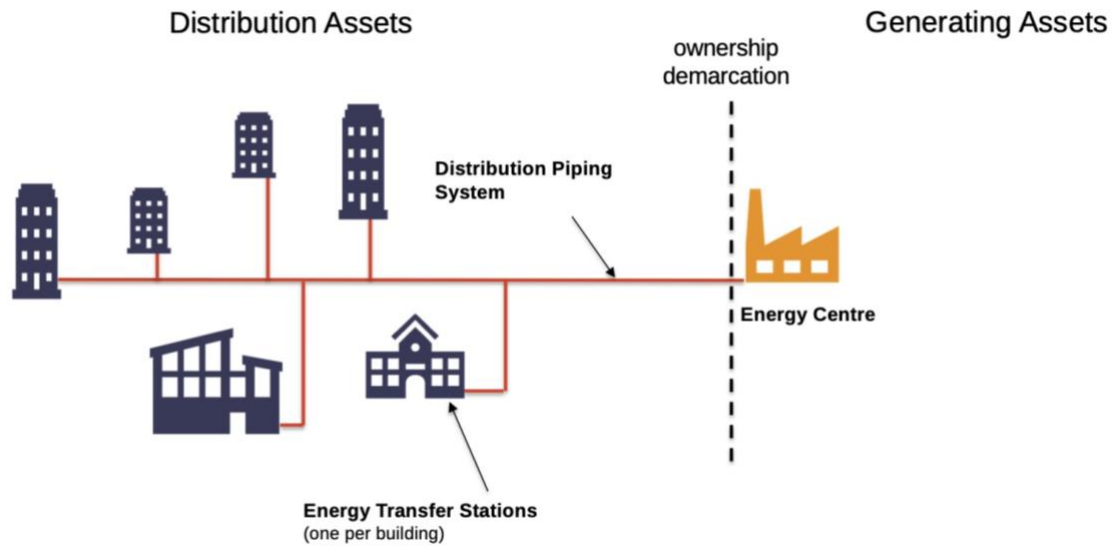 Distribution Assets
Generating Assets
ownership
demarcation
Distribution Piping
System
Energy Centre
Energy Transfer Stations
(one per building)